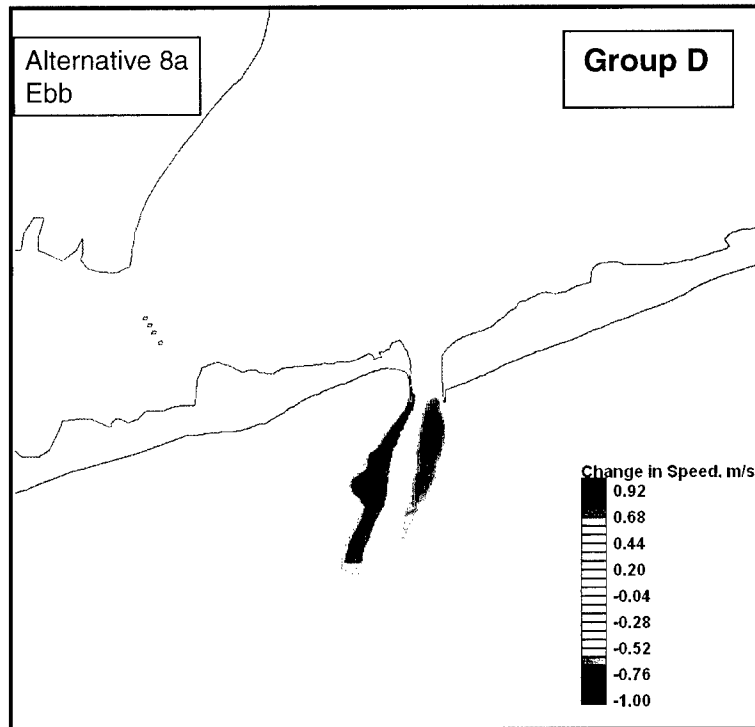 Alternative 8a
Ebb
Group D
Change in Speed, m/s
0.92
0.68
0.44
0.20
-0.04
-0.28
-0.52
-0.76
-1.00